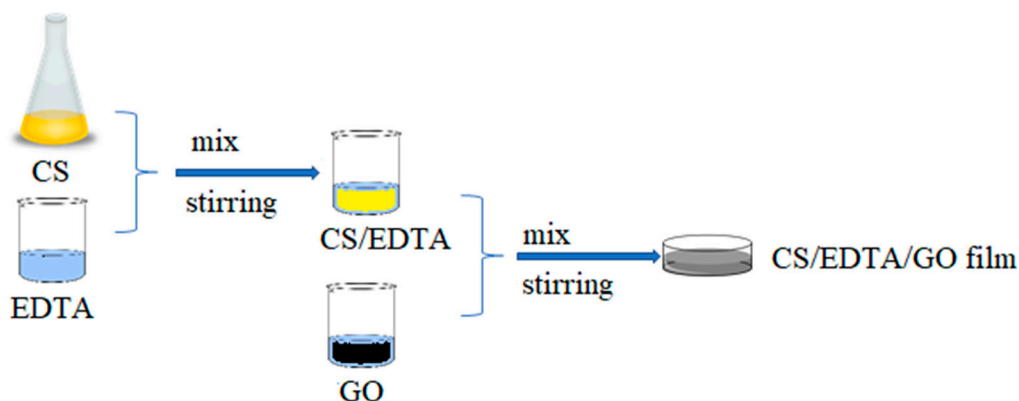 CS
EDTA
mix
stirring
CS/EDTA
GO
mix
stirring
CS/EDTA/GO film